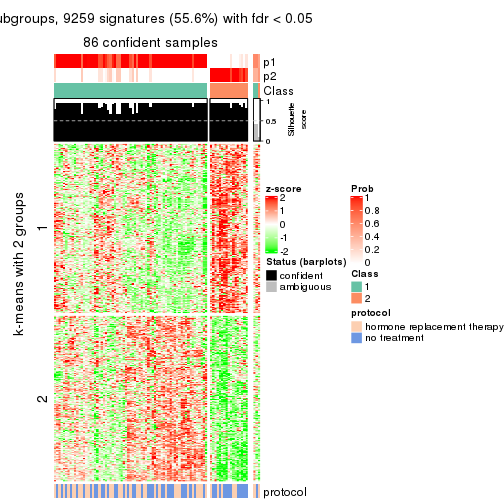 ubgroups, 9259 signatures (55.6%) with fdr < 0.05
86 confident samples
p1
p2
Class
1
0.5
0
Silhouette
score
k-means with 2 groups
1
2
z-score
2
1
0
-1
-2
Status (barplots)
confident
ambiguous
Prob
1
0.8
0.6
0.4
0.2
0
Class
1
2
protocol
hormone replacement therapy
no treatment
protocol